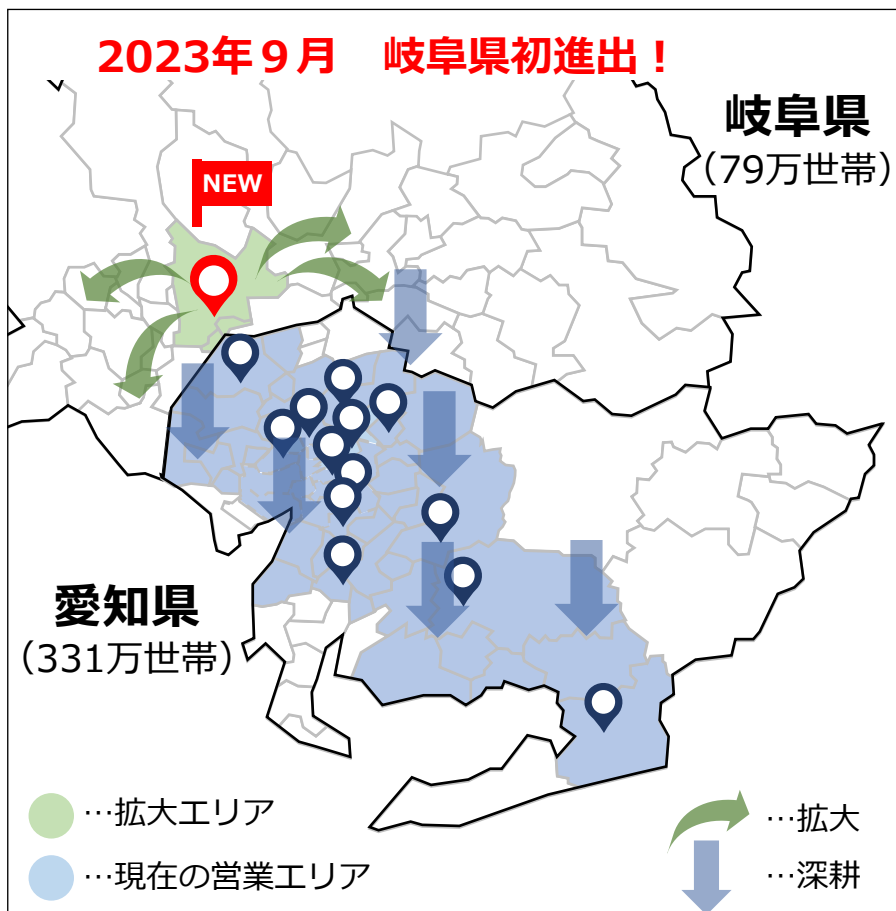 2023年９月　岐阜県初進出！
岐阜県
（79万世帯）
NEW
愛知県
（331万世帯）
…拡大エリア
…現在の営業エリア
…拡大
…深耕